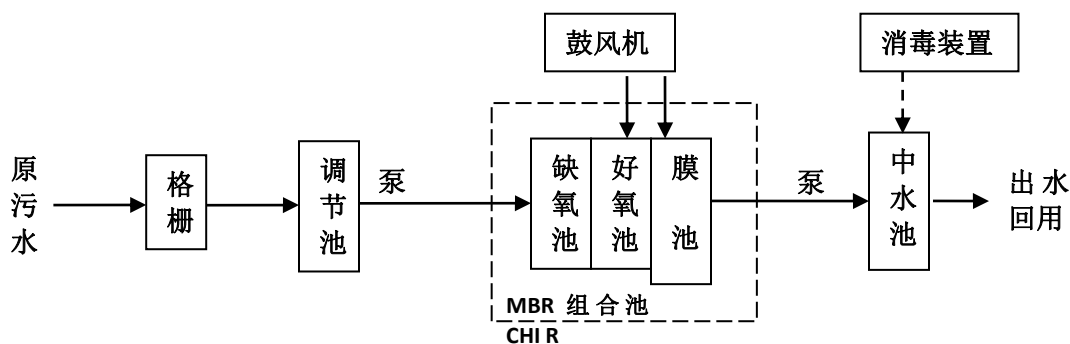 鼓风机
消毒装置
原污水
格栅
调节池
泵
缺氧池
好氧池
膜池
泵
中水池
出水
回用
MBR 组合池
CHI R